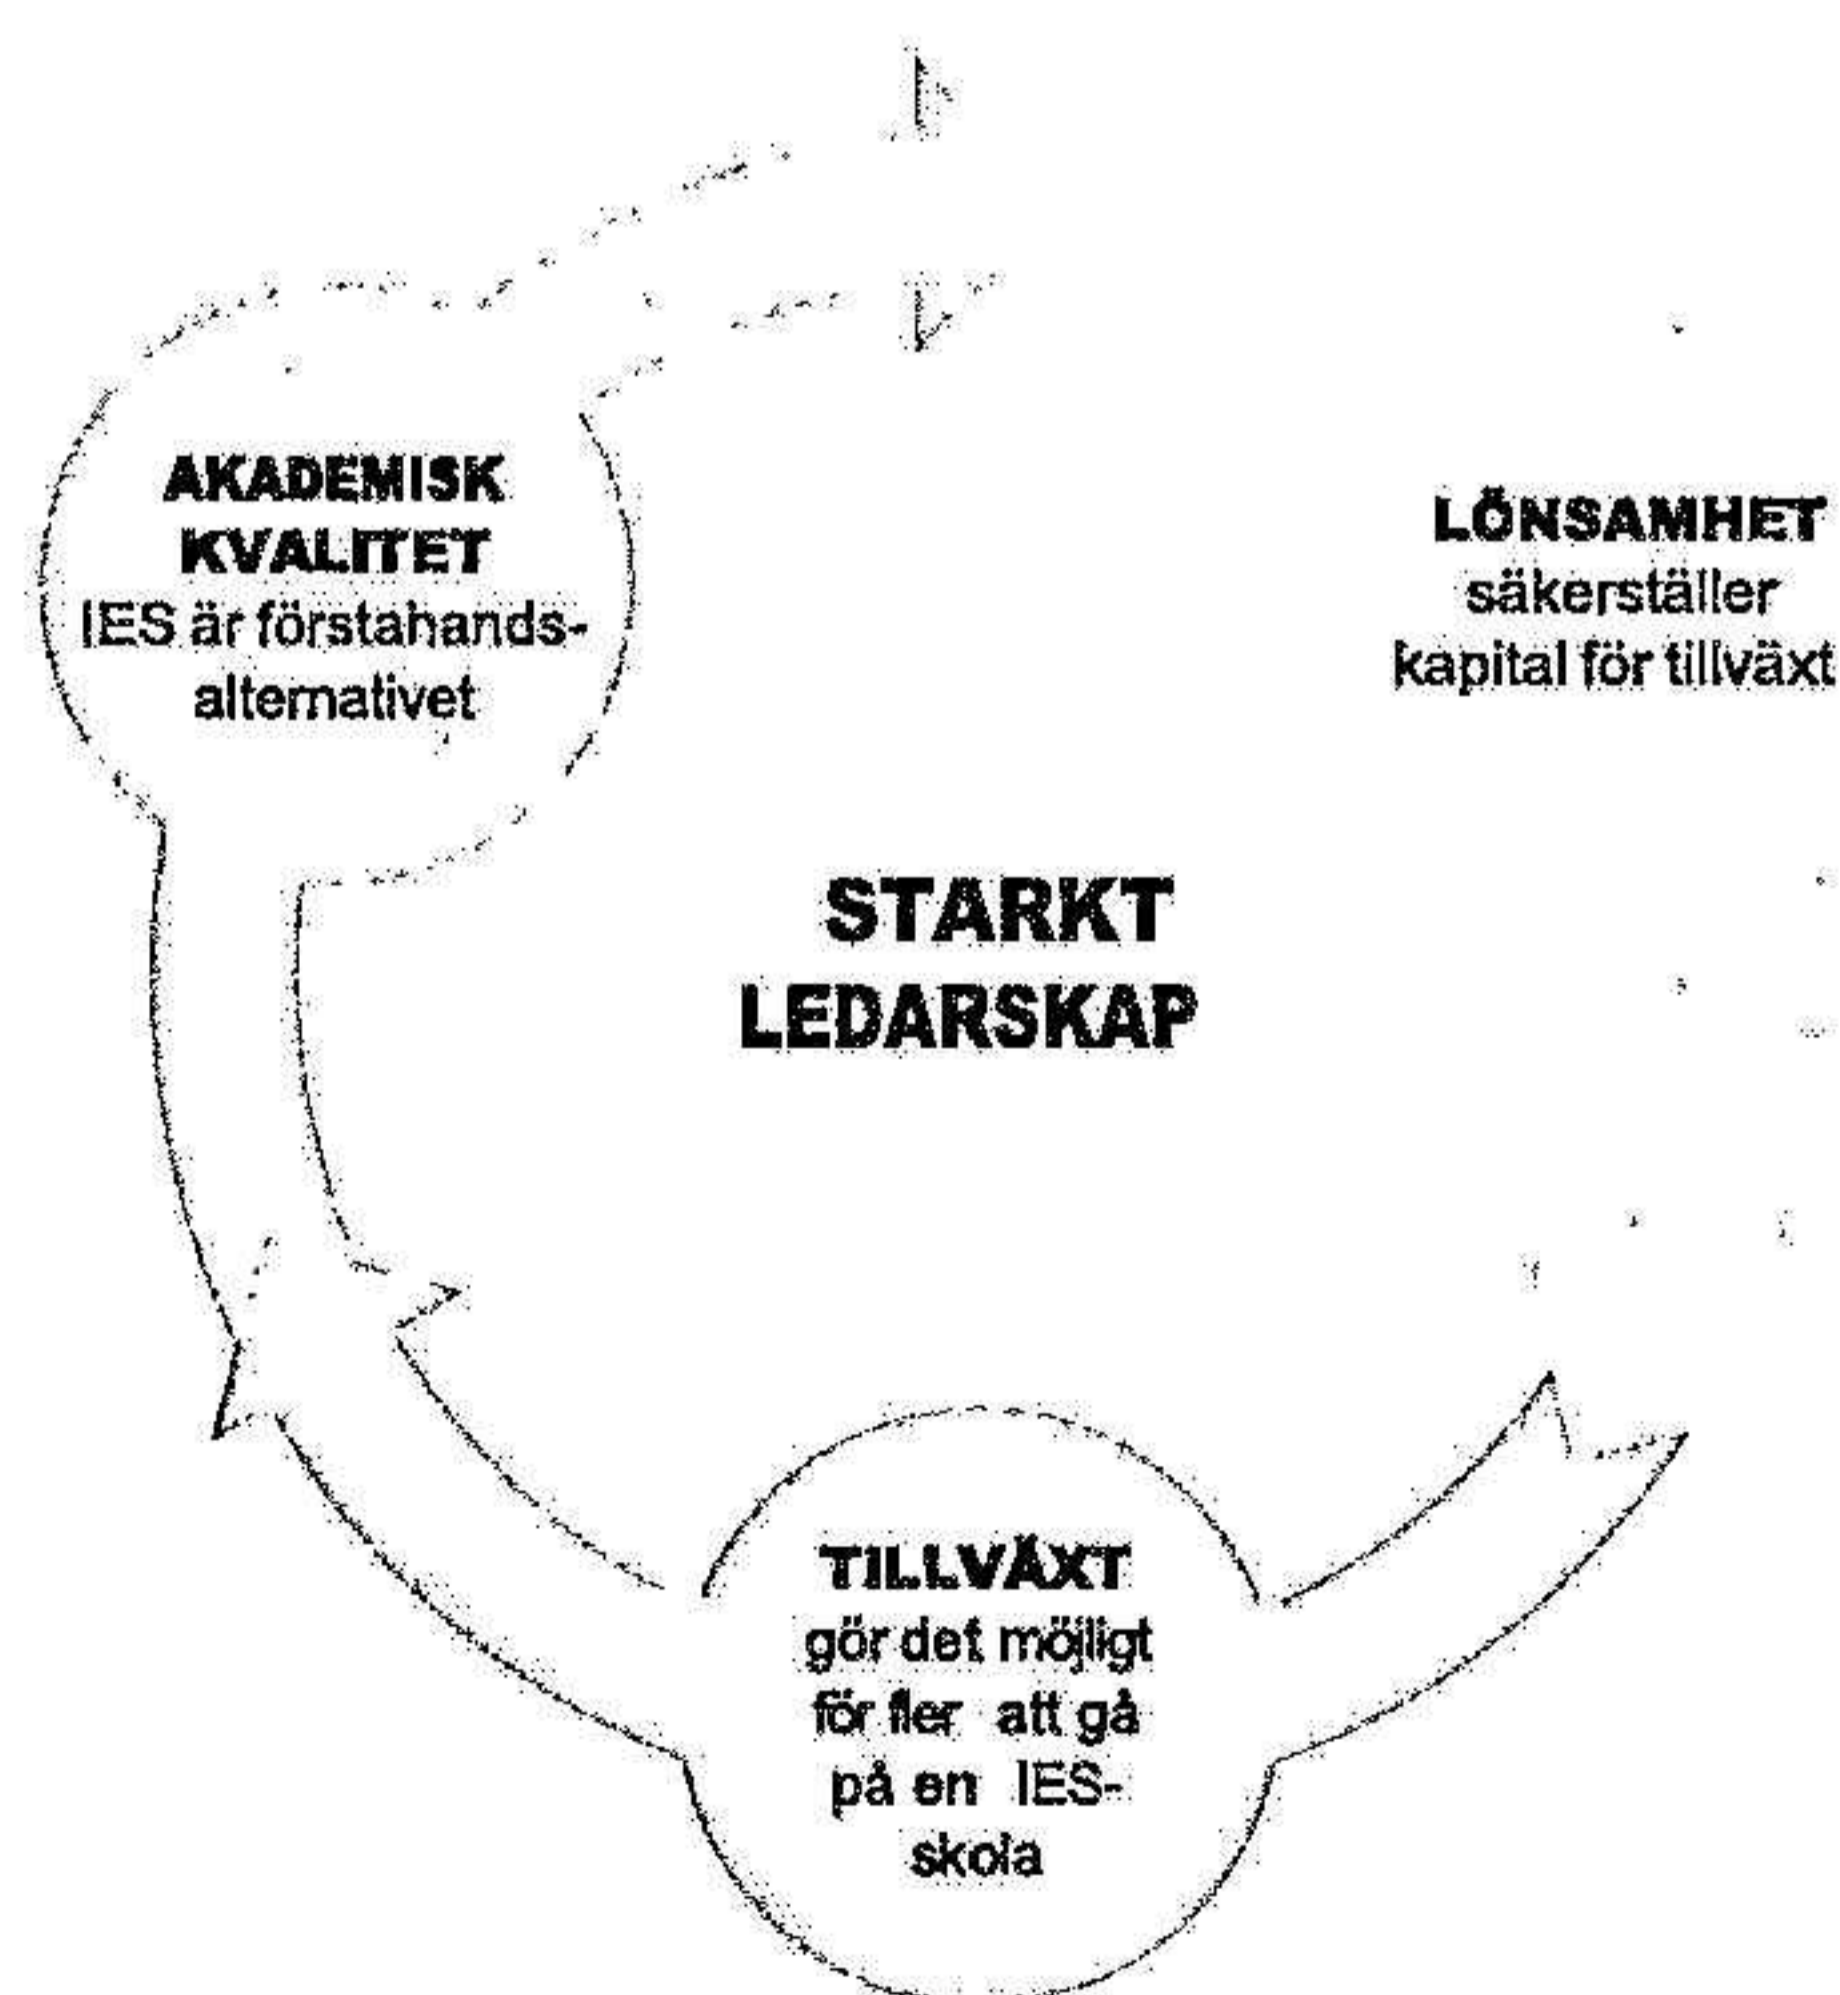 AKADEMISK
KVALITET
IES är förstahands-
alternativet
LÖNSAMHET
säkerställer
kapital för tillväxt
STARKT
LEDARSKAP
TILLVÄXT
gör det möjligt
för fler att gå
på en IES-
skola